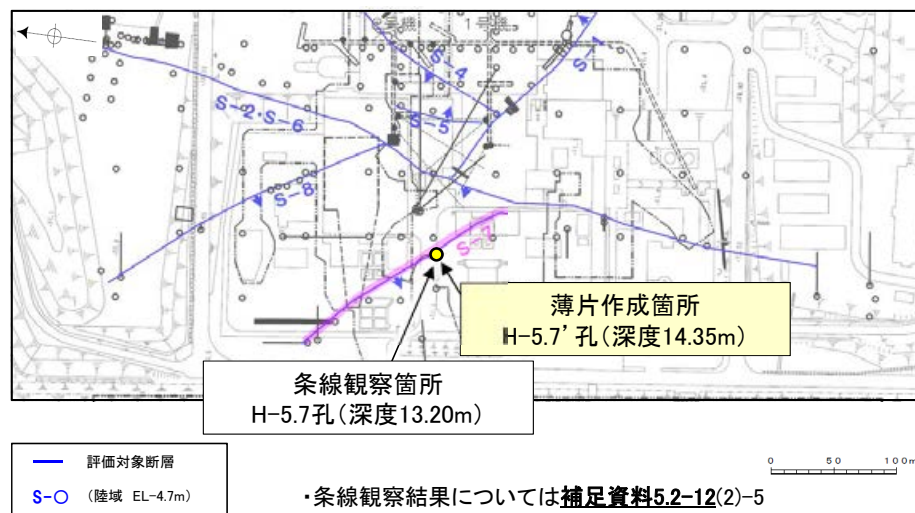 1号機
S-4
S-1
S-5
S-2・S-6
S-8
S-7
薄片作成箇所
H-5.7’孔(深度14.35m)
条線観察箇所
H-5.7孔(深度13.20m)
評価対象断層
S-○ (陸域 EL-4.7m)
0 50 100m
・条線観察結果については補足資料5.2-12(2)-5